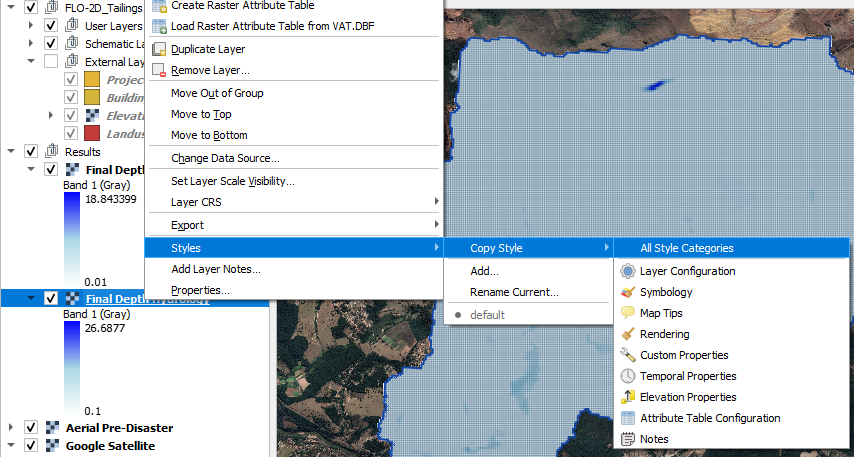 FLO-2D_Tailings
User Layers
Schematic La
External Lay
Projec
Building
Elevati
Landus
Results
Final Depth
Band 1 (Gray)
18.843399
0.01
Final Depth Hydrology
Band 1 (Gray)
26.6877
0.1
Aerial Pre-Disaster
Google Satellite
Create Raster Attribute Table
Load Raster Attribute Table from VAT.DBF
Duplicate Layer
Remove Layer...
Move Out of Group
Move to Top
Move to Bottom
Change Data Source...
Set Layer Scale Visibility...
Layer CRS
Export
Styles
Add Layer Notes...
Properties...
Copy Style
Add...
Rename Current...
default
All Style Categories
Layer Configuration
Symbology
Map Tips
Rendering
Custom Properties
Temporal Properties
Elevation Properties
Attribute Table Configuration
Notes